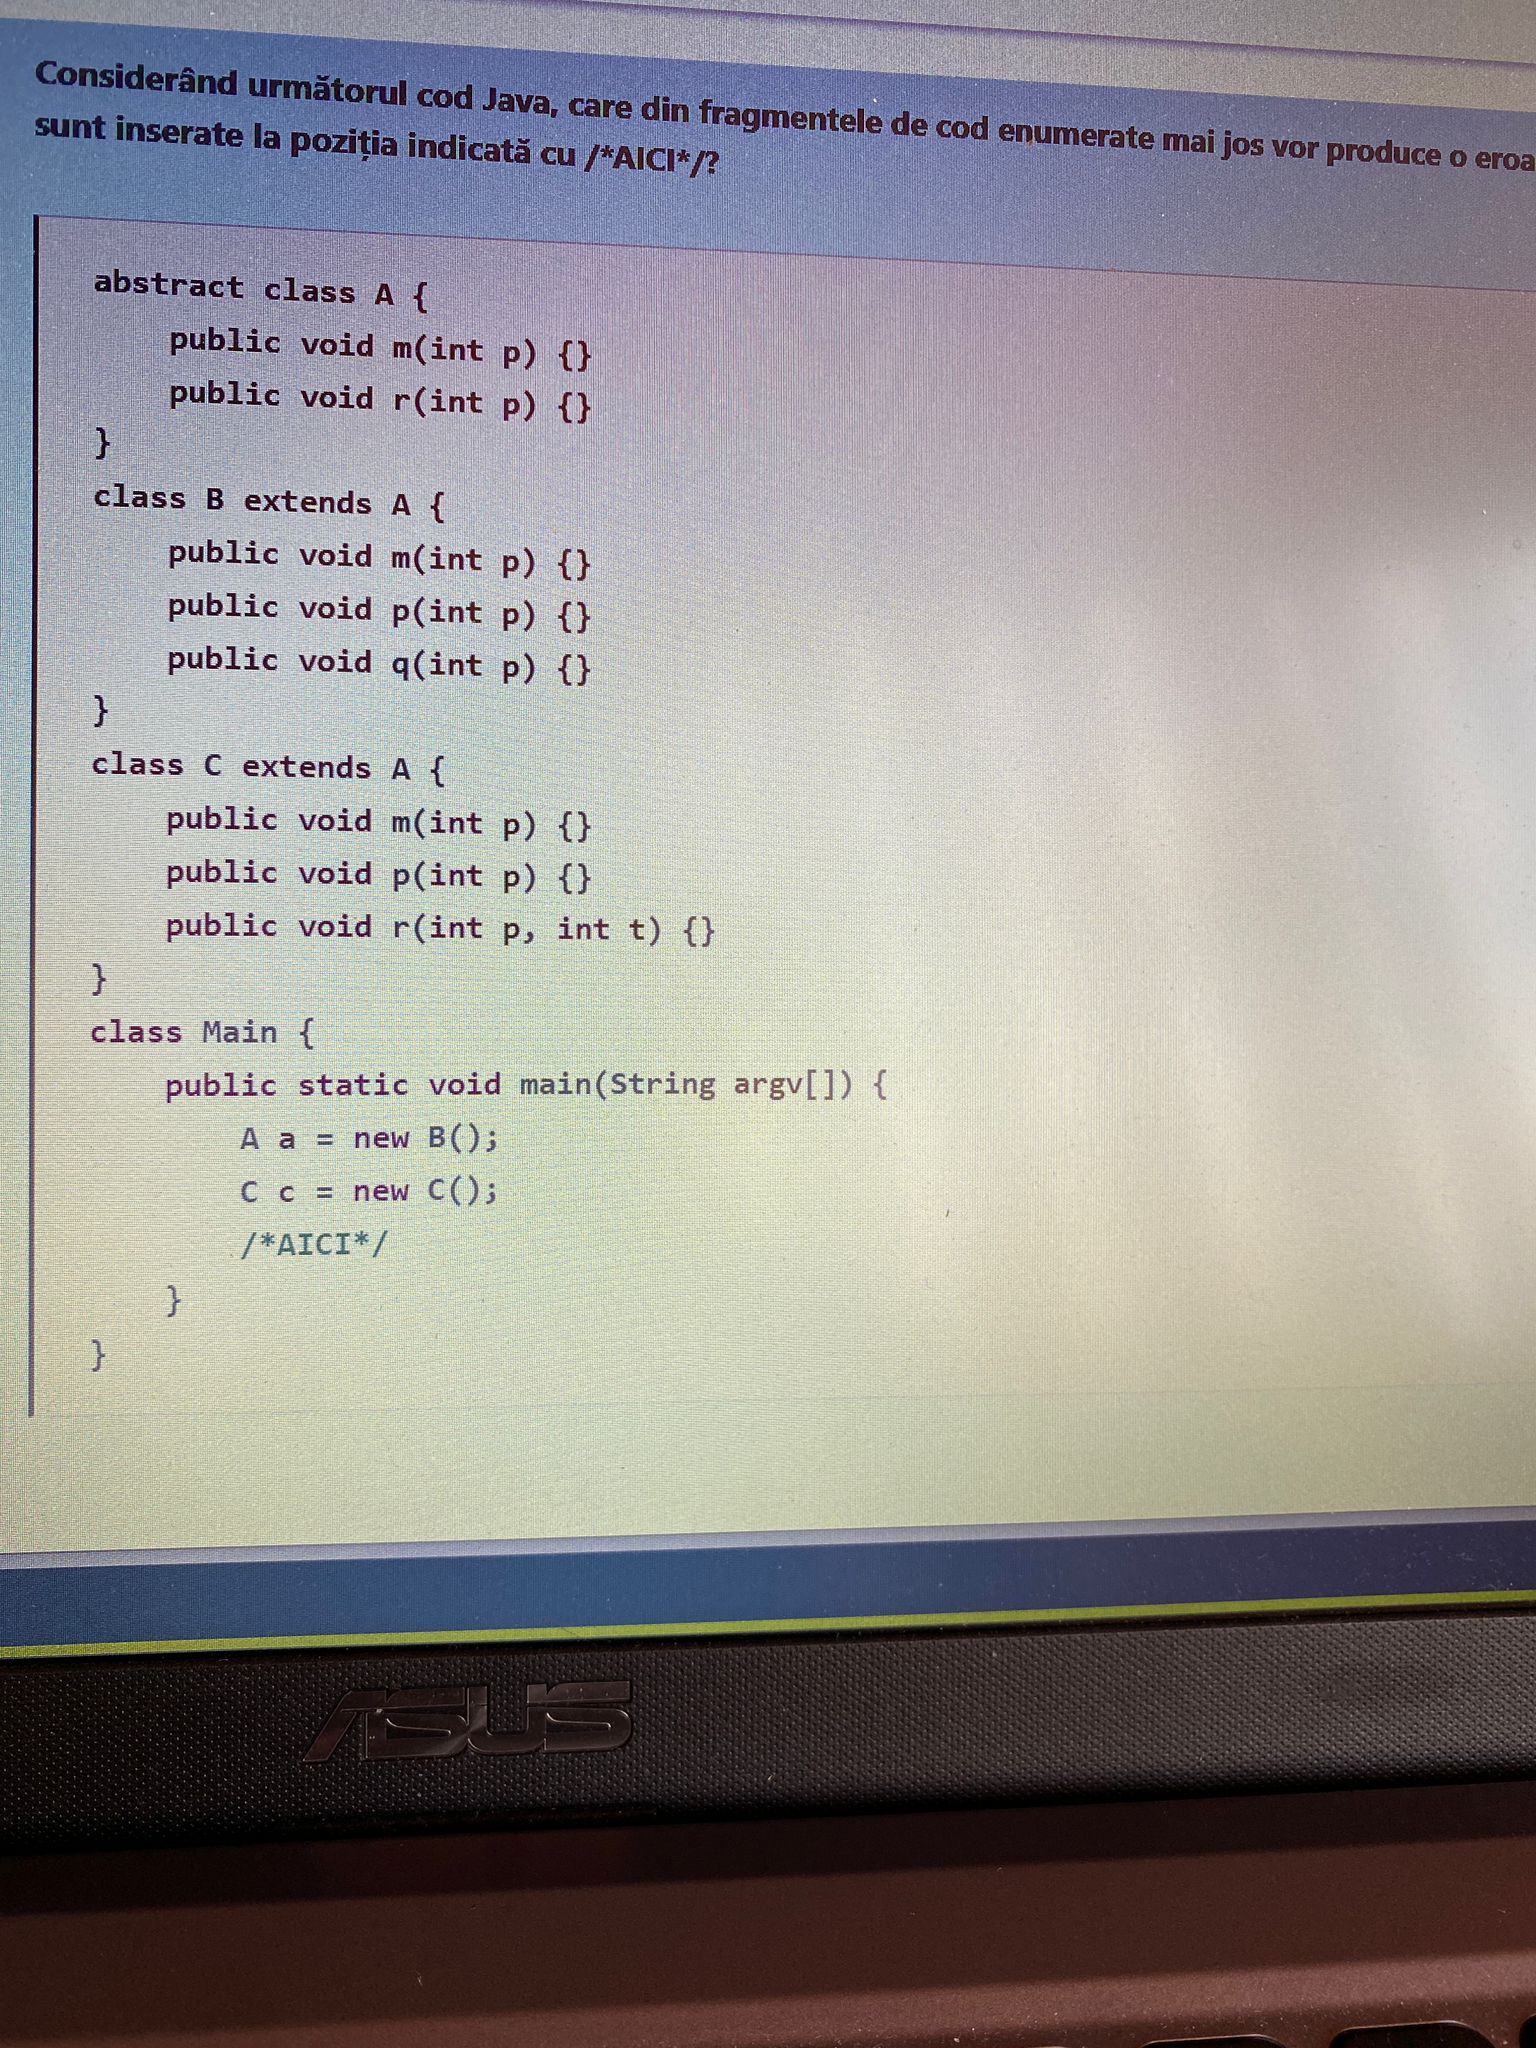 Considerând următorul cod Java, care din fragmentele de cod enumerate mai jos vor produce o
sunt inserate la poziția indicată cu /*AICI*/?
abstract class A {
public void m(int p) {}
public void r(int p) {}
}
class B extends A {
public void m(int p) {}
public void p(int p) {}
public void q(int p) {}
}
class C extends A {
public void m(int p) {}
public void p(int p) {}
public void r(int p, int t) {}
}
class Main {
public static void main(String argv[]) {
A a = new B();
C c = new C();
/*AICI*/
}
}
ASUS